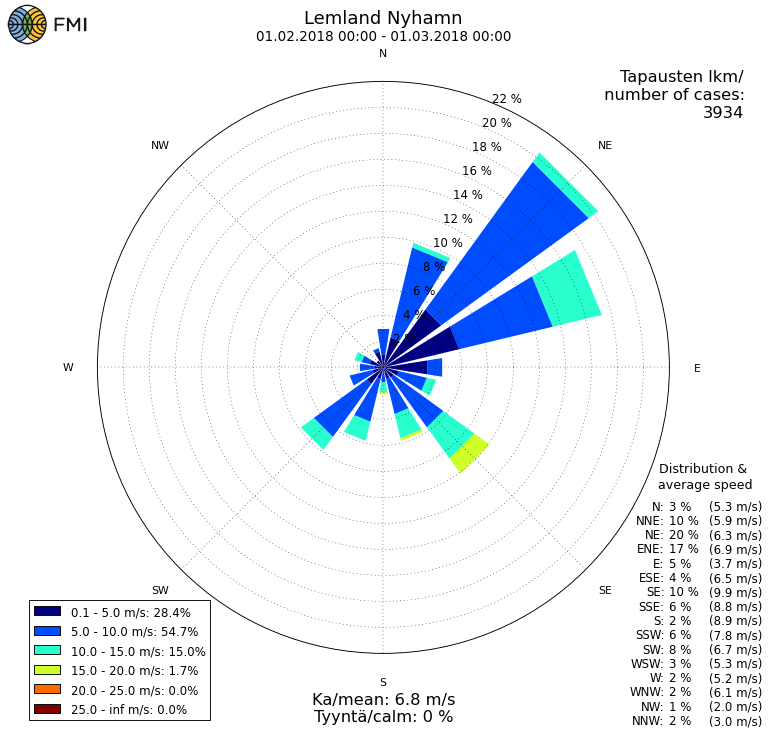 FMI
Lemland Nyhamn
01.02.2018 00:00 - 01.03.2018 00:00
N
Tapausten lkm/
number of cases:
3934
22 %
20 %
18 %
16 %
14 %
12 %
10 %
8 %
6 %
4 %
2 %
NW
NE
W
E
SW
SE
S
Distribution &
average speed
N: 3 % (5.3 m/s)
NNE: 10 % (5.9 m/s)
NE: 20 % (6.3 m/s)
ENE: 17 % (6.9 m/s)
E: 5 % (3.7 m/s)
ESE: 4 % (6.5 m/s)
SE: 10 % (9.9 m/s)
SSE: 6 % (8.8 m/s)
S: 2 % (8.9 m/s)
SSW: 6 % (7.8 m/s)
SW: 8 % (6.7 m/s)
WSW: 3 % (5.3 m/s)
W: 2 % (5.2 m/s)
WNW: 2 % (6.1 m/s)
NW: 1 % (2.0 m/s)
NNW: 2 % (3.0 m/s)
0.1 - 5.0 m/s: 28.4%
5.0 - 10.0 m/s: 54.7%
10.0 - 15.0 m/s: 15.0%
15.0 - 20.0 m/s: 1.7%
20.0 - 25.0 m/s: 0.0%
25.0 - inf m/s: 0.0%
Ka/mean: 6.8 m/s
Tyyntä/calm: 0 %